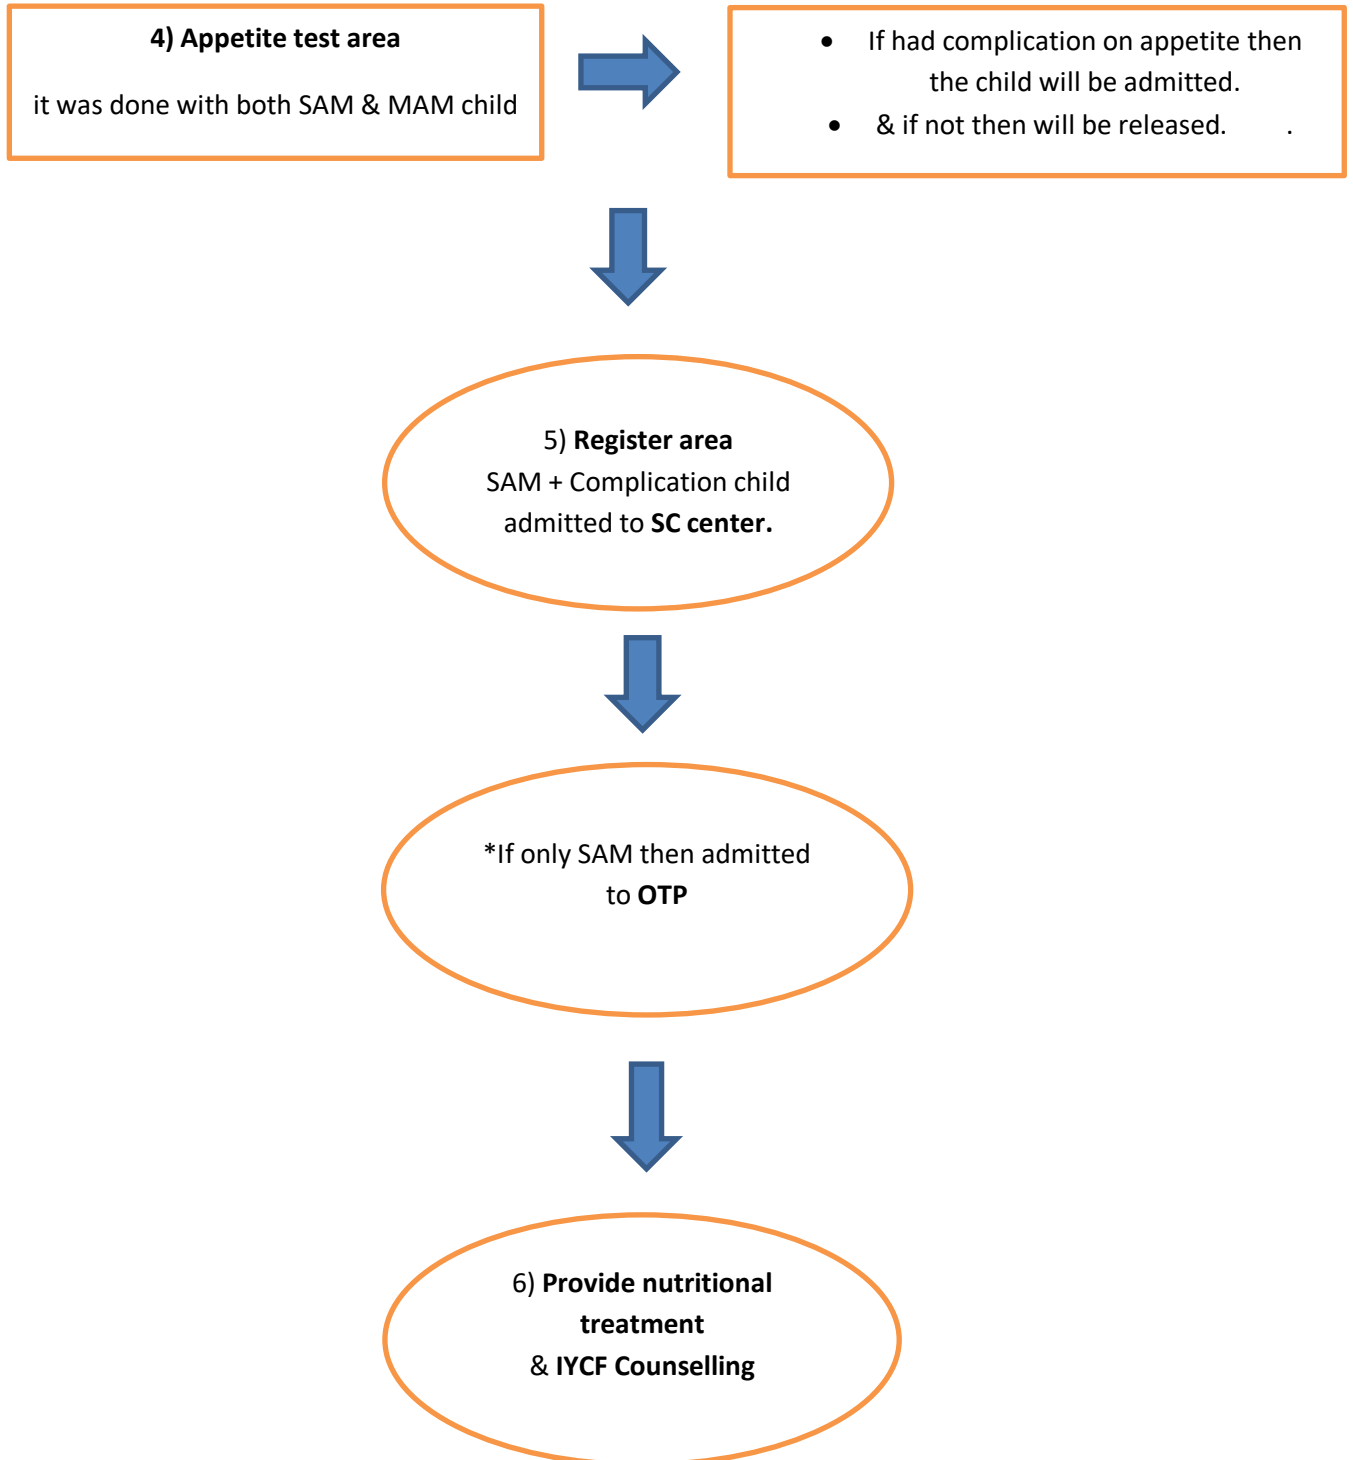 4) Appetite test area
it was done with both SAM & MAM child
• If had complication on appetite then
the child will be admitted.
• & if not then will be released. .
5) Register area
SAM + Complication child
admitted to SC center.
*If only SAM then admitted
to OTP
6) Provide nutritional
treatment
& IYCF Counselling